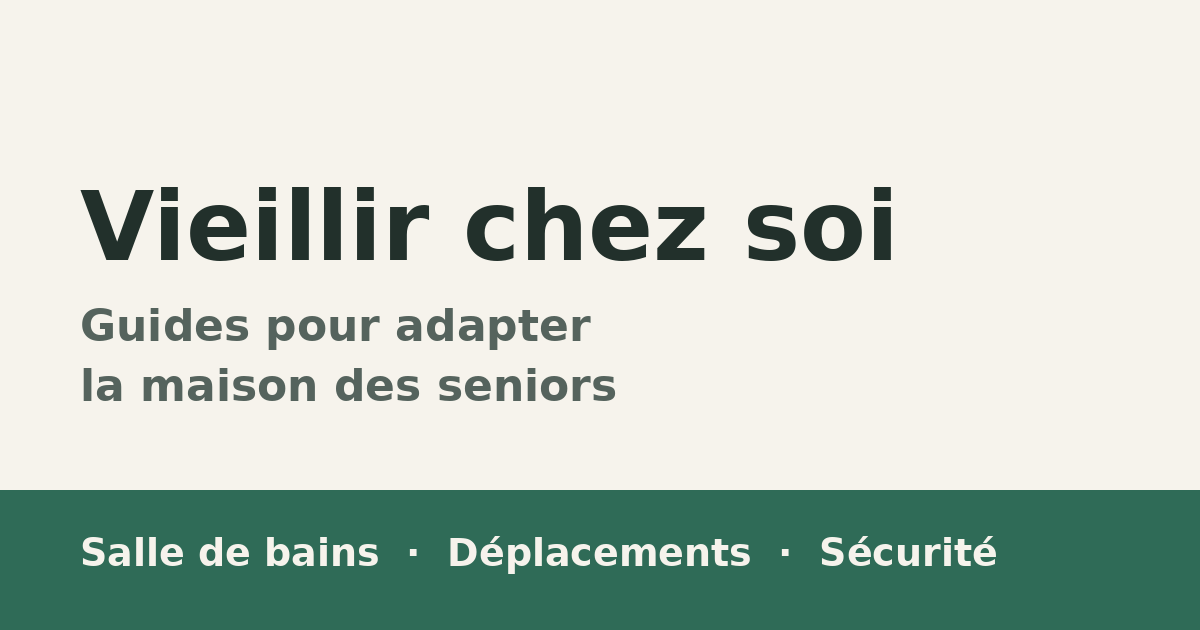 Vieillir chez soi
Guides pour adapter
la maison des seniors
Salle de bains · Déplacements · Sécurité